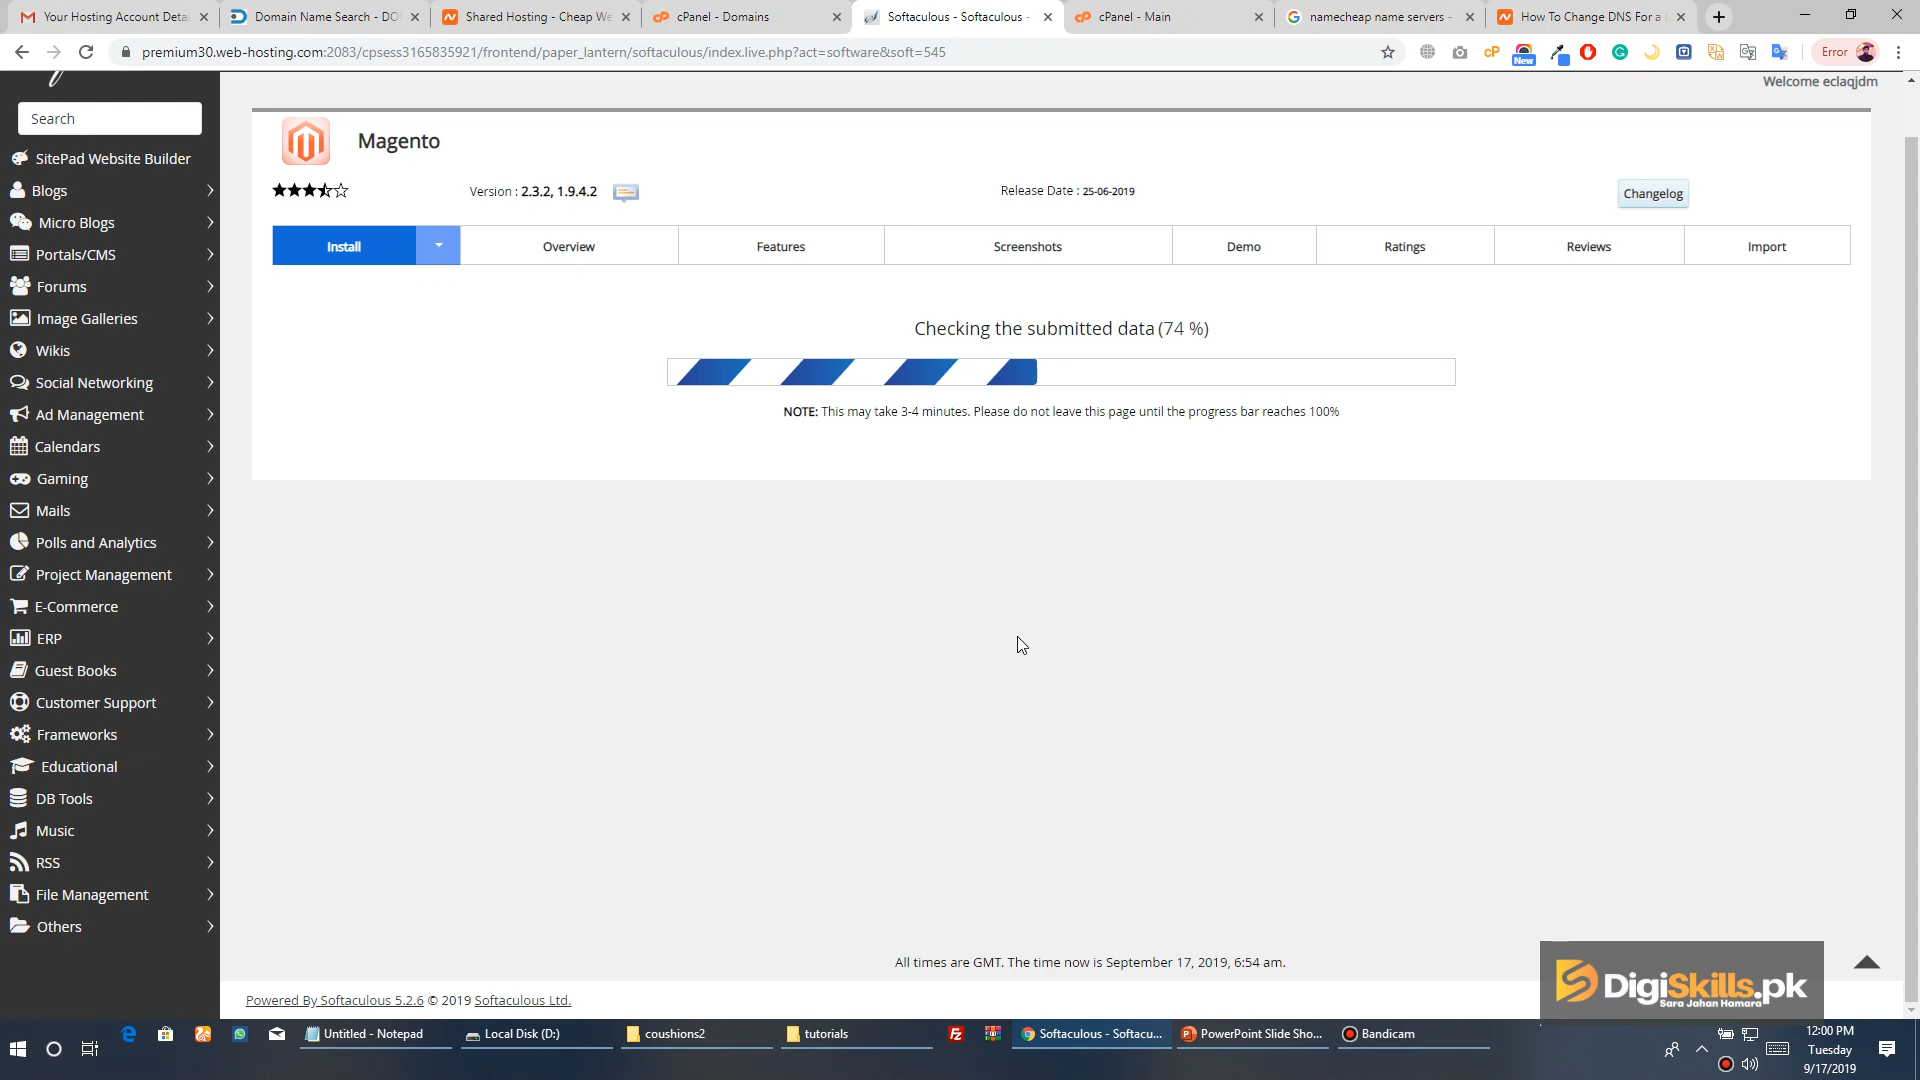 Your Hosting Account Detai
Domain Name Search - DO
Shared Hosting - Cheap We
cPanel - Domains
Softaculous - Softaculous -
cPanel - Main
namecheap name servers -
How To Change DNS For a
premium30.web-hosting.com:2083/cpsess3165835921/frontend/paper_lantern/softaculous/index.live.php?act=software&soft=545
New
Error
Welcome eclaqjdm
Search
SitePad Website Builder
Blogs
Micro Blogs
Portals/CMS
Forums
Image Galleries
Wikis
Social Networking
Ad Management
Calendars
Gaming
Mails
Polls and Analytics
Project Management
E-Commerce
ERP
Guest Books
Customer Support
Frameworks
Educational
DB Tools
Music
RSS
File Management
Others
Magento
Version : 2.3.2, 1.9.4.2
Release Date : 25-06-2019
Changelog
Install
Overview
Features
Screenshots
Demo
Ratings
Reviews
Import
Checking the submitted data (74 %)
NOTE: This may take 3-4 minutes. Please do not leave this page until the progress bar reaches 100%
All times are GMT. The time now is September 17, 2019, 6:54 am.
Powered By Softaculous 5.2.6 © 2019 Softaculous Ltd.
DigiSkills.pk
Sara Jahan Hamara
Untitled - Notepad
Local Disk (D:)
coushions2
tutorials
Softaculous - Softacu...
PowerPoint Slide Sho...
Bandicam
12:00 PM
Tuesday
9/17/2019